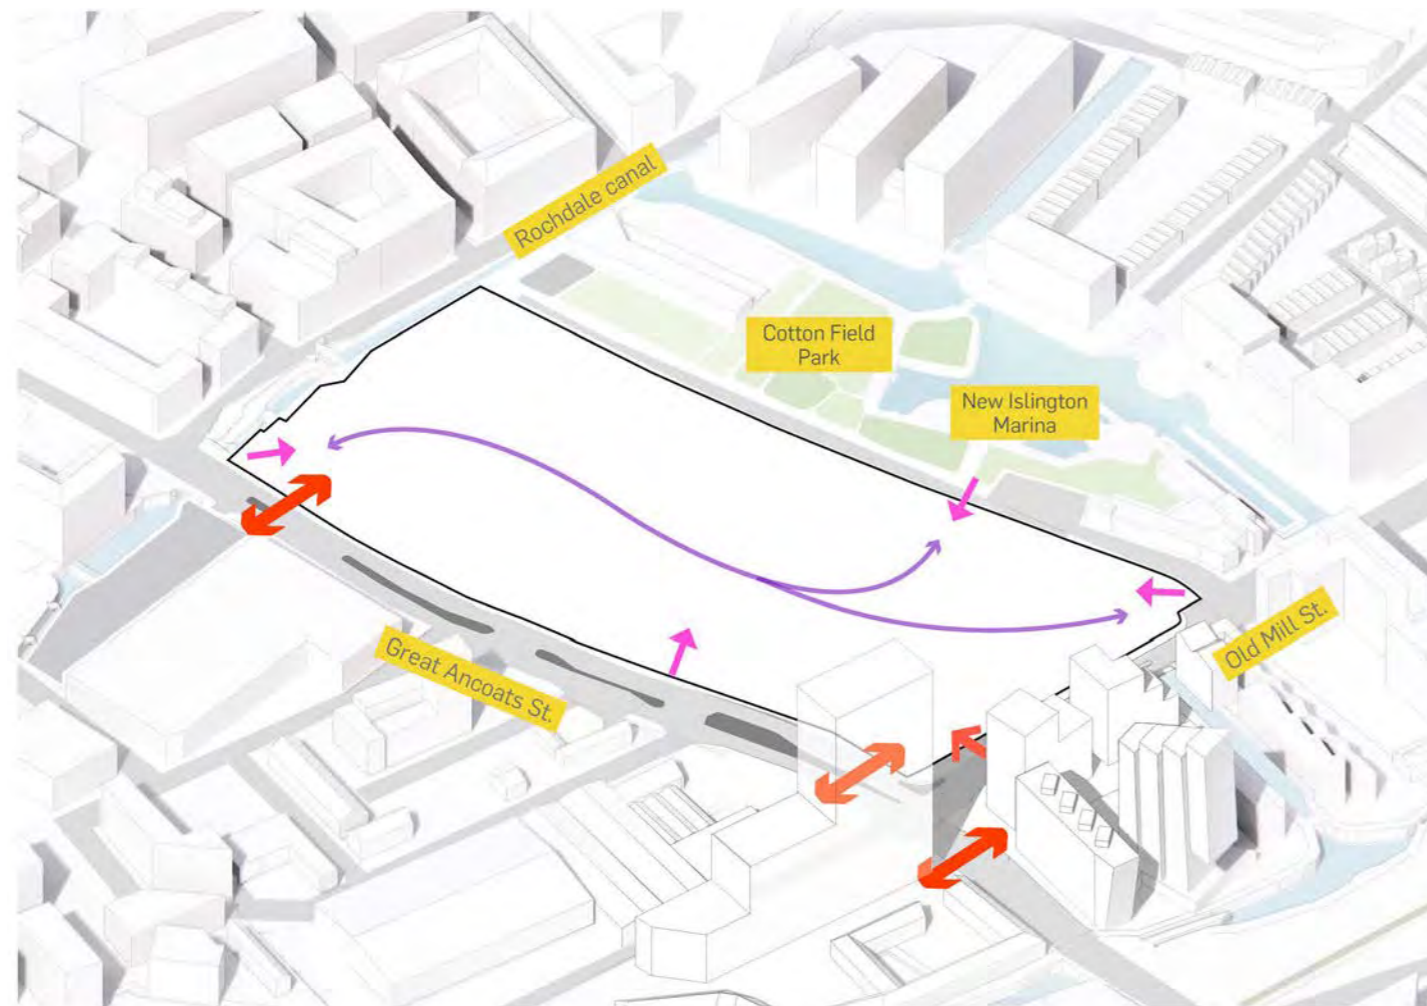 Rochdale canal
Cotton Field
Park
New Islington
Marina
Great Ancoats St.
Old Mill St.